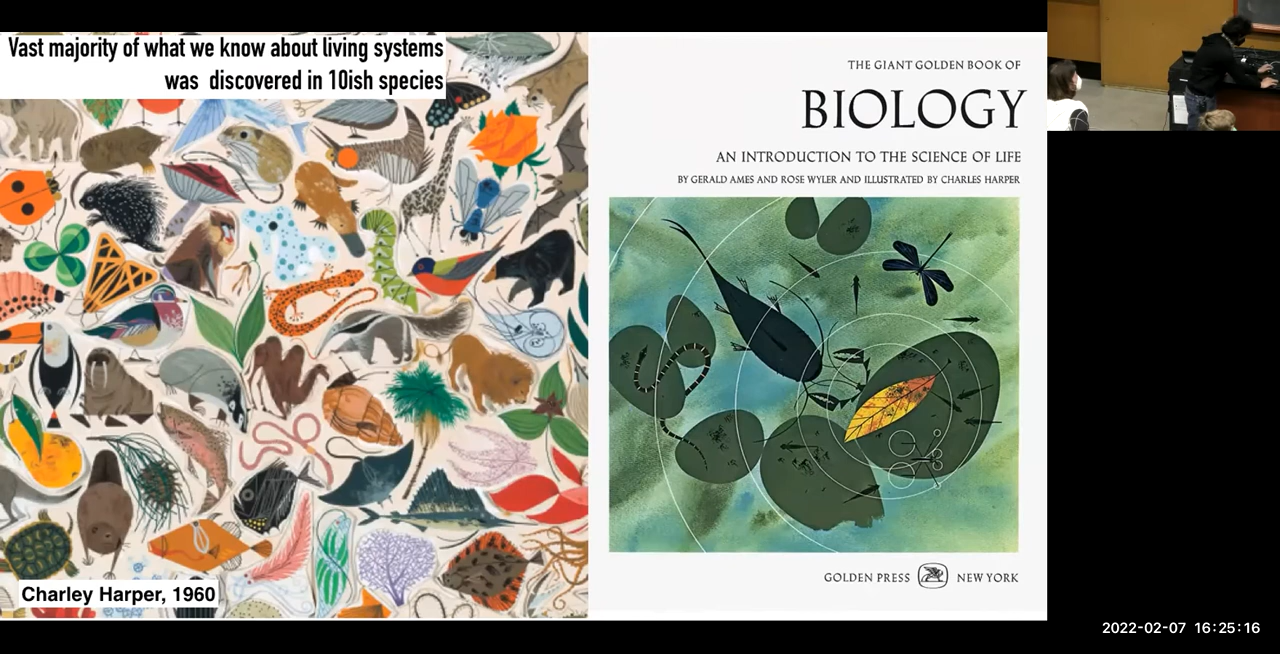 Vast majority of what we know about living systems
was discovered in 10ish species
Charley Harper, 1960
THE GIANT GOLDEN BOOK OF
BIOLOGY
AN INTRODUCTION TO THE SCIENCE OF LIFE
BY GERALD AMES AND ROSE WYLER AND ILLUSTRATED BY CHARLES HARPER
GOLDEN PRESS NEW YORK
2022-02-07 16:25:16